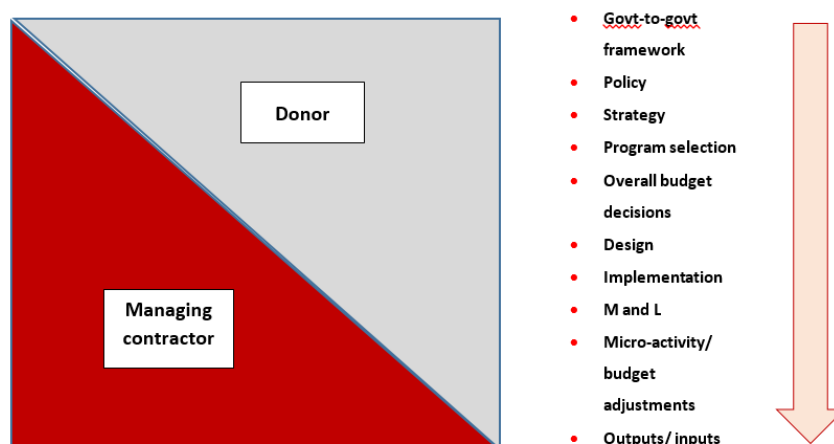 Donor
Managing
contractor
• Govt-to-govt
framework
• Policy
• Strategy
• Program selection
• Overall budget
decisions
• Design
• Implementation
• M and L
• Micro-activity/
budget
adjustments
• Outputs/ inputs